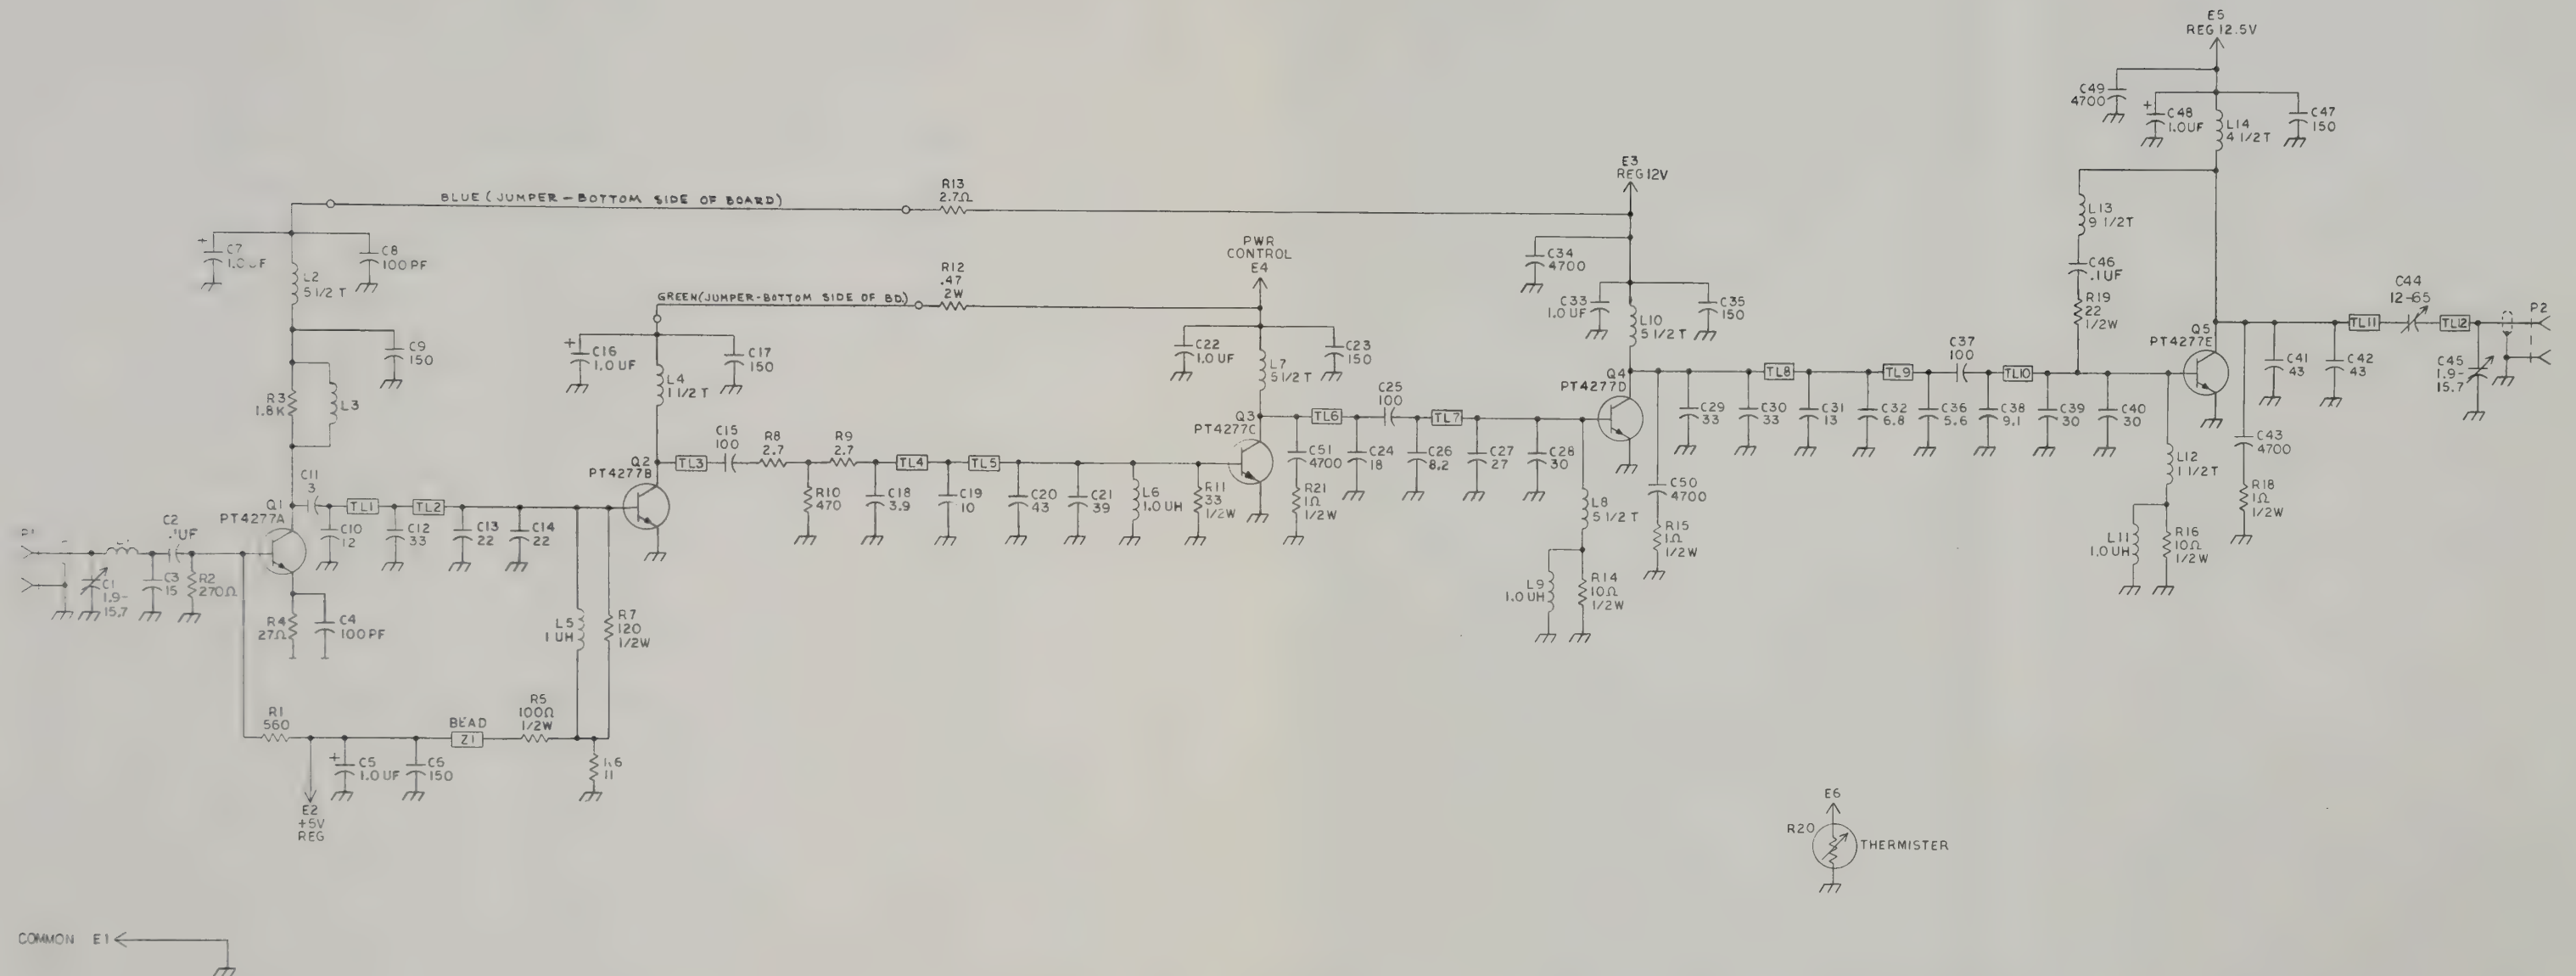 E5
REG 12.5V
C49
4700
+
C48
1.0UF
L14
4 1/2 T
C47
150
E3
REG 12V
BLUE (JUMPER-BOTTOM SIDE OF BOARD)
R13
2.7Ω
+
C7
C8
100 PF
L2
5 1/2 T
PWR
CONTROL
E4
R12
.47
2W
GREEN(JUMPER-BOTTOM SIDE OF BD.)
C34
4700
C33
1.0 UF
L10
5 1/2 T
C35
150
L13
9 1/2T
C46
.1UF
R19
22
1/2W
C44
12-65
P2
C9
150
+
C16
1.0 UF
L4
1 1/2 T
C17
150
C22
1.0 UF
L7
5 1/2 T
C23
150
Q5
PT4277E
TL11
TL12
C41
43
C42
43
C45
1.9-
15.7
R3
1.8K
L3
Q4
PT4277D
TL8
TL9
C37
100
TL10
C29
33
C30
33
C31
13
C32
6.8
C36
5.6
C38
9.1
C39
30
C40
30
Q3
PT4277C
TL6
C25
100
TL7
C51
4700
C24
18
C26
8.2
C27
27
C28
30
R21
1Ω
1/2W
C43
4700
R18
1Ω
1/2W
L12
1 1/2T
L11
1.0 UH
R16
10Ω
1/2W
Q2
PT4277B
TL3
C15
100
R8
2.7
R9
2.7
TL4
TL5
R10
470
C18
3.9
C19
10
C20
43
C21
39
L6
1.0 UH
R11
33
1/2W
C50
4700
R15
1Ω
1/2W
L8
5 1/2 T
L9
1.0 UH
R14
10Ω
1/2W
Q1
PT4277A
C11
3
TL1
TL2
C10
12
C12
33
C13
22
C14
22
C2
C1
1.9-
15.7
C3
15
R2
270Ω
R4
27Ω
C4
100 PF
L5
1 UH
R7
120
1/2W
R1
560
BEAD
Z1
R5
100Ω
1/2W
+
C5
1.0 UF
C6
150
11
E2
+5V
REG
E6
R20
THERMISTER
COMMON E1